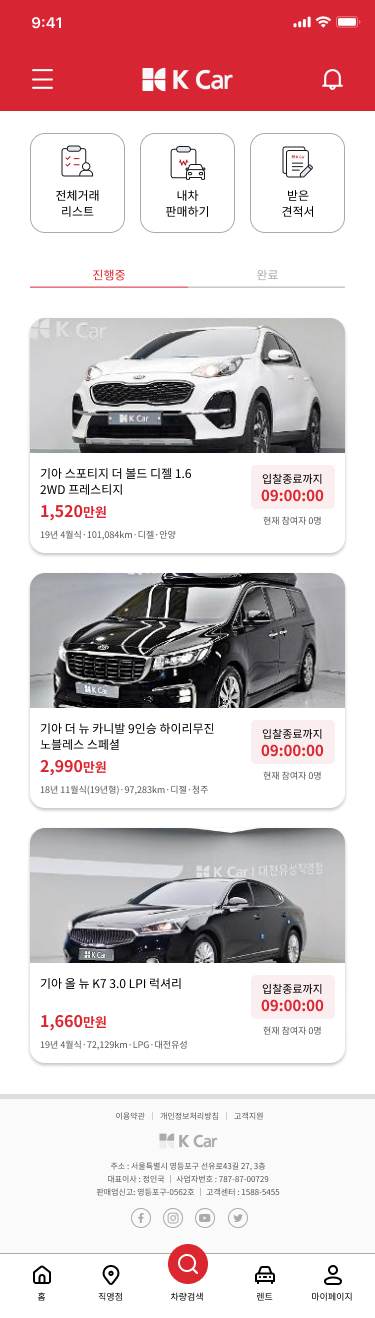 9:41
K Car
전체거래
리스트
내차
판매하기
받은
견적서
진행중
완료
K Car
K Car
기아 스포티지 더 볼드 디젤 1.6
2WD 프레스티지
1,520만원
19년 4월식·101,084km·디젤·안양
입찰종료까지
09:00:00
현재 참여자 0명
K Car
기아 더 뉴 카니발 9인승 하이리무진
노블레스 스페셜
2,990만원
18년 11월식(19년형)·97,283km·디젤·청주
입찰종료까지
09:00:00
현재 참여자 0명
K Car | 대전유성직영점
K Car
기아 올 뉴 K7 3.0 LPI 럭셔리
1,660만원
19년 4월식·72,129km·LPG·대전유성
입찰종료까지
09:00:00
현재 참여자 0명
이용약관 | 개인정보처리방침 | 고객지원
K Car
주소 : 서울특별시 영등포구 선유로43길 27, 3층
대표이사 : 정인국 | 사업자번호 : 787-87-00729
판매업신고: 영등포구-0562호 | 고객센터 : 1588-5455
홈
직영점
차량검색
렌트
마이페이지